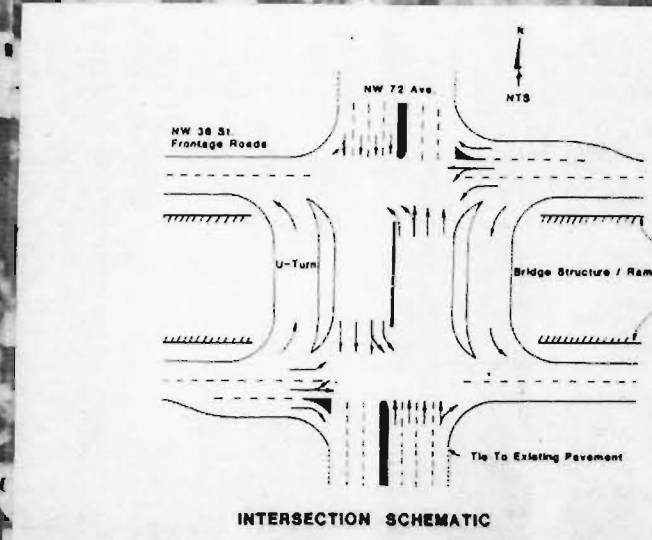 N
NTS
NW 72 Ave.
NW 36 St.
Frontage Roads
U-Turn
Bridge Structure / Ram
Tie To Existing Pavement
INTERSECTION SCHEMATIC